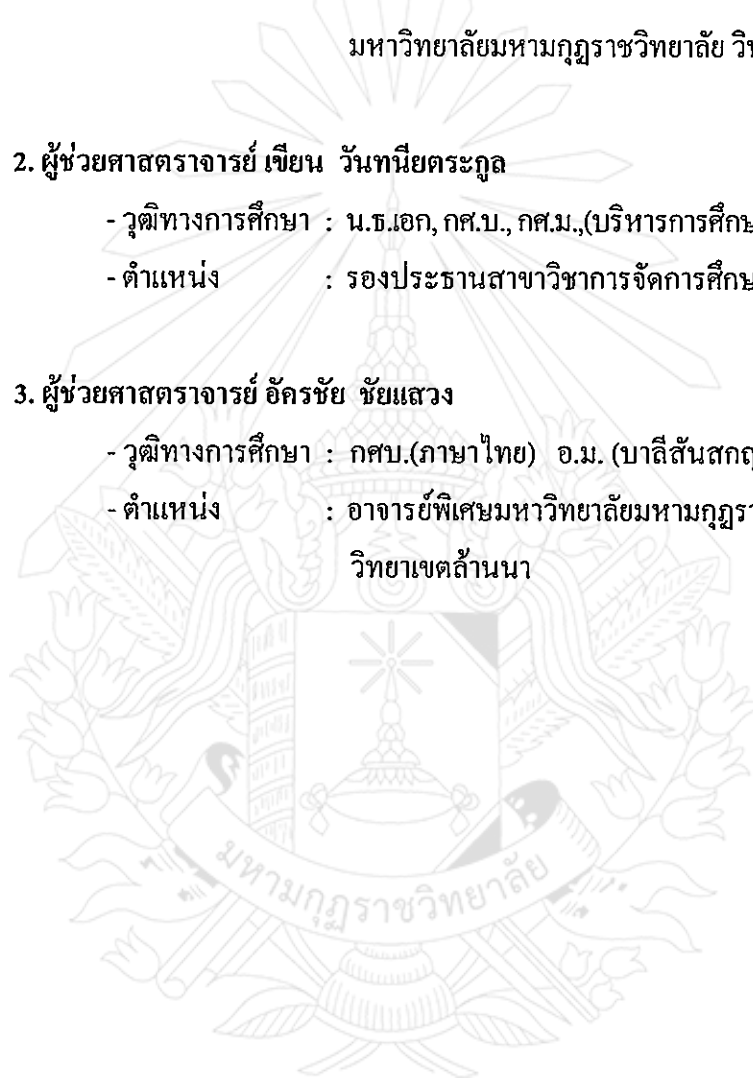 มหาวิทยาลัยมหามกุฏราชวิทยาลัย
2. ผู้ช่วยศาสตราจารย์ เขียน วันทนียตระกูล
- วุฒิทางการศึกษา : น.ธ.เอก, กศ.บ., กศ.ม.,(บริหารการศึกษ
- ตำแหน่ง : รองประธานสาขาวิชาการจัดการศึกษ
3. ผู้ช่วยศาสตราจารย์ อัครชัย ชัยแสวง
- วุฒิทางการศึกษา : กศบ.(ภาษาไทย) อ.ม. (บาลีสันสกฤ
- ตำแหน่ง : อาจารย์พิเศษมหาวิทยาลัยมหามกุฏรา
วิทยาเขตล้านนา
มหามกุฏราชวิทยาลัย